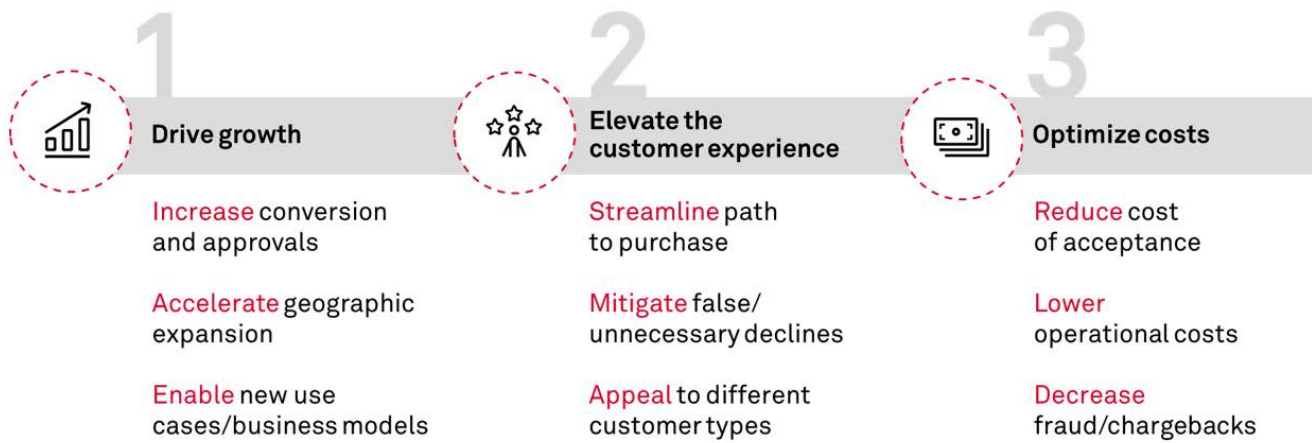 1
Drive growth
Increase conversion
and approvals
Accelerate geographic
expansion
Enable new use
cases/business models
2
Elevate the
customer experience
Streamline path
to purchase
Mitigate false/
unnecessary declines
Appeal to different
customer types
3
Optimize costs
Reduce cost
of acceptance
Lower
operational costs
Decrease
fraud/chargebacks